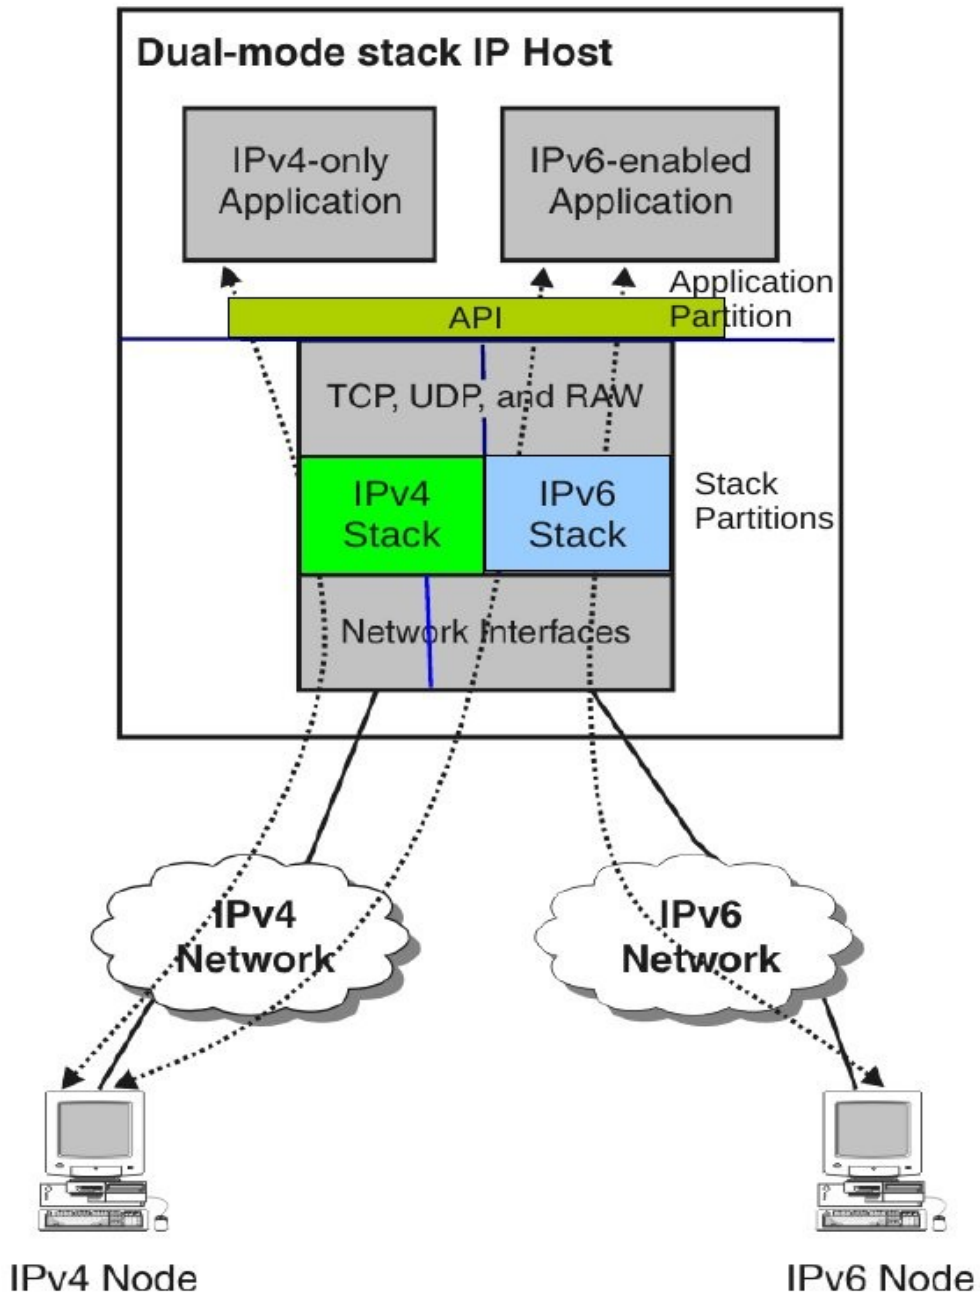 Dual-mode stack IP Host
IPv4-only
Application
IPv6-enabled
Application
Application
Partition
API
TCP, UDP, and RAW
IPv4
Stack
IPv6
Stack
Stack
Partitions
Network Interfaces
IPv4
Network
IPv6
Network
IPv4 Node
IPv6 Node